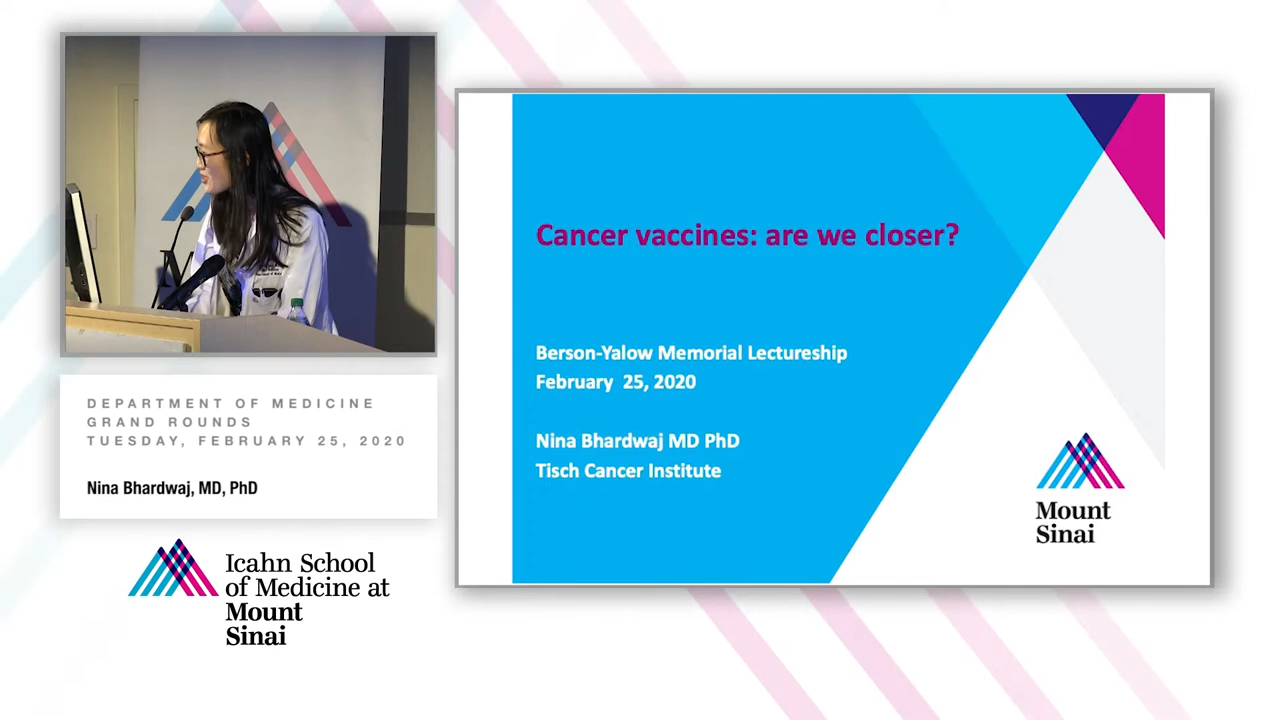 DEPARTMENT OF MEDICINE
GRAND ROUNDS
TUESDAY, FEBRUARY 25, 2020
Nina Bhardwaj, MD, PhD
Icahn School
of Medicine at
Mount
Sinai
Cancer vaccines: are we closer?
Berson-Yalow Memorial Lectureship
February 25, 2020
Nina Bhardwaj MD PhD
Tisch Cancer Institute
Mount
Sinai